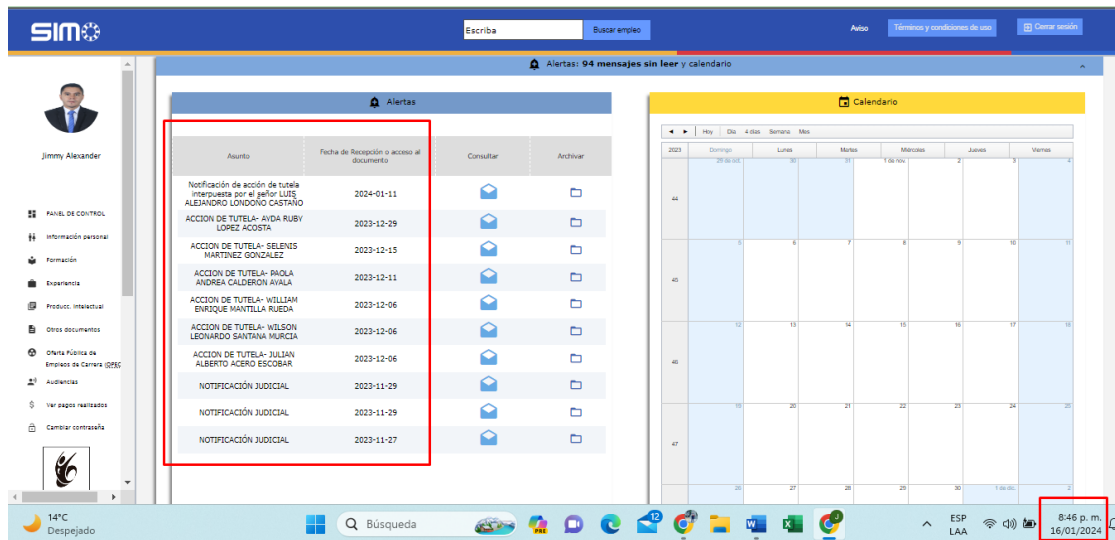 SIMO
Escriba
Buscar empleo
Aviso
Términos y condiciones de uso
Cerrar sesión
Alertas: 94 mensajes sin leer y calendario
Jimmy Alexander
PANEL DE CONTROL
Información personal
Formación
Experiencia
Producc. Intelectual
Otros documentos
Oferta Pública de
Empleos de Carrera (OPEC
Audiencias
Ver pagos realizados
Cambiar contraseña
Alertas
Asunto
Fecha de Recepción o acceso al
documento
Consultar
Archivar
Notificación de acción de tutela
interpuesta por el señor LUIS
ALEJANDRO LONDOÑO CASTAÑO
2024-01-11
ACCION DE TUTELA- AYDA RUBY
LOPEZ ACOSTA
2023-12-29
ACCION DE TUTELA- SELENIS
MARTINEZ GONZALEZ
2023-12-15
ACCION DE TUTELA- PAOLA
ANDREA CALDERON AYALA
2023-12-11
ACCION DE TUTELA- WILLIAM
ENRIQUE MANTILLA RUEDA
2023-12-06
ACCION DE TUTELA- WILSON
LEONARDO SANTANA MURCIA
2023-12-06
ACCION DE TUTELA- JULIAN
ALBERTO ACERO ESCOBAR
2023-12-06
NOTIFICACIÓN JUDICIAL
2023-11-29
NOTIFICACIÓN JUDICIAL
2023-11-29
NOTIFICACIÓN JUDICIAL
2023-11-27
Calendario
Hoy Dia 4 dias Semana Mes
2023 Domingo Lunes Martes Miércoles Jueves Viernes
29 de oct. 30 31 1 de nov. 2 3 4
44
5 6 7 8 9 10 11
45
12 13 14 15 16 17 18
46
19 20 21 22 23 24 25
47
26 27 28 29 30 1 de dic. 2
14°C
Despejado
Búsqueda
PRE
12
J
ESP
LAA
8:46 p. m.
16/01/2024